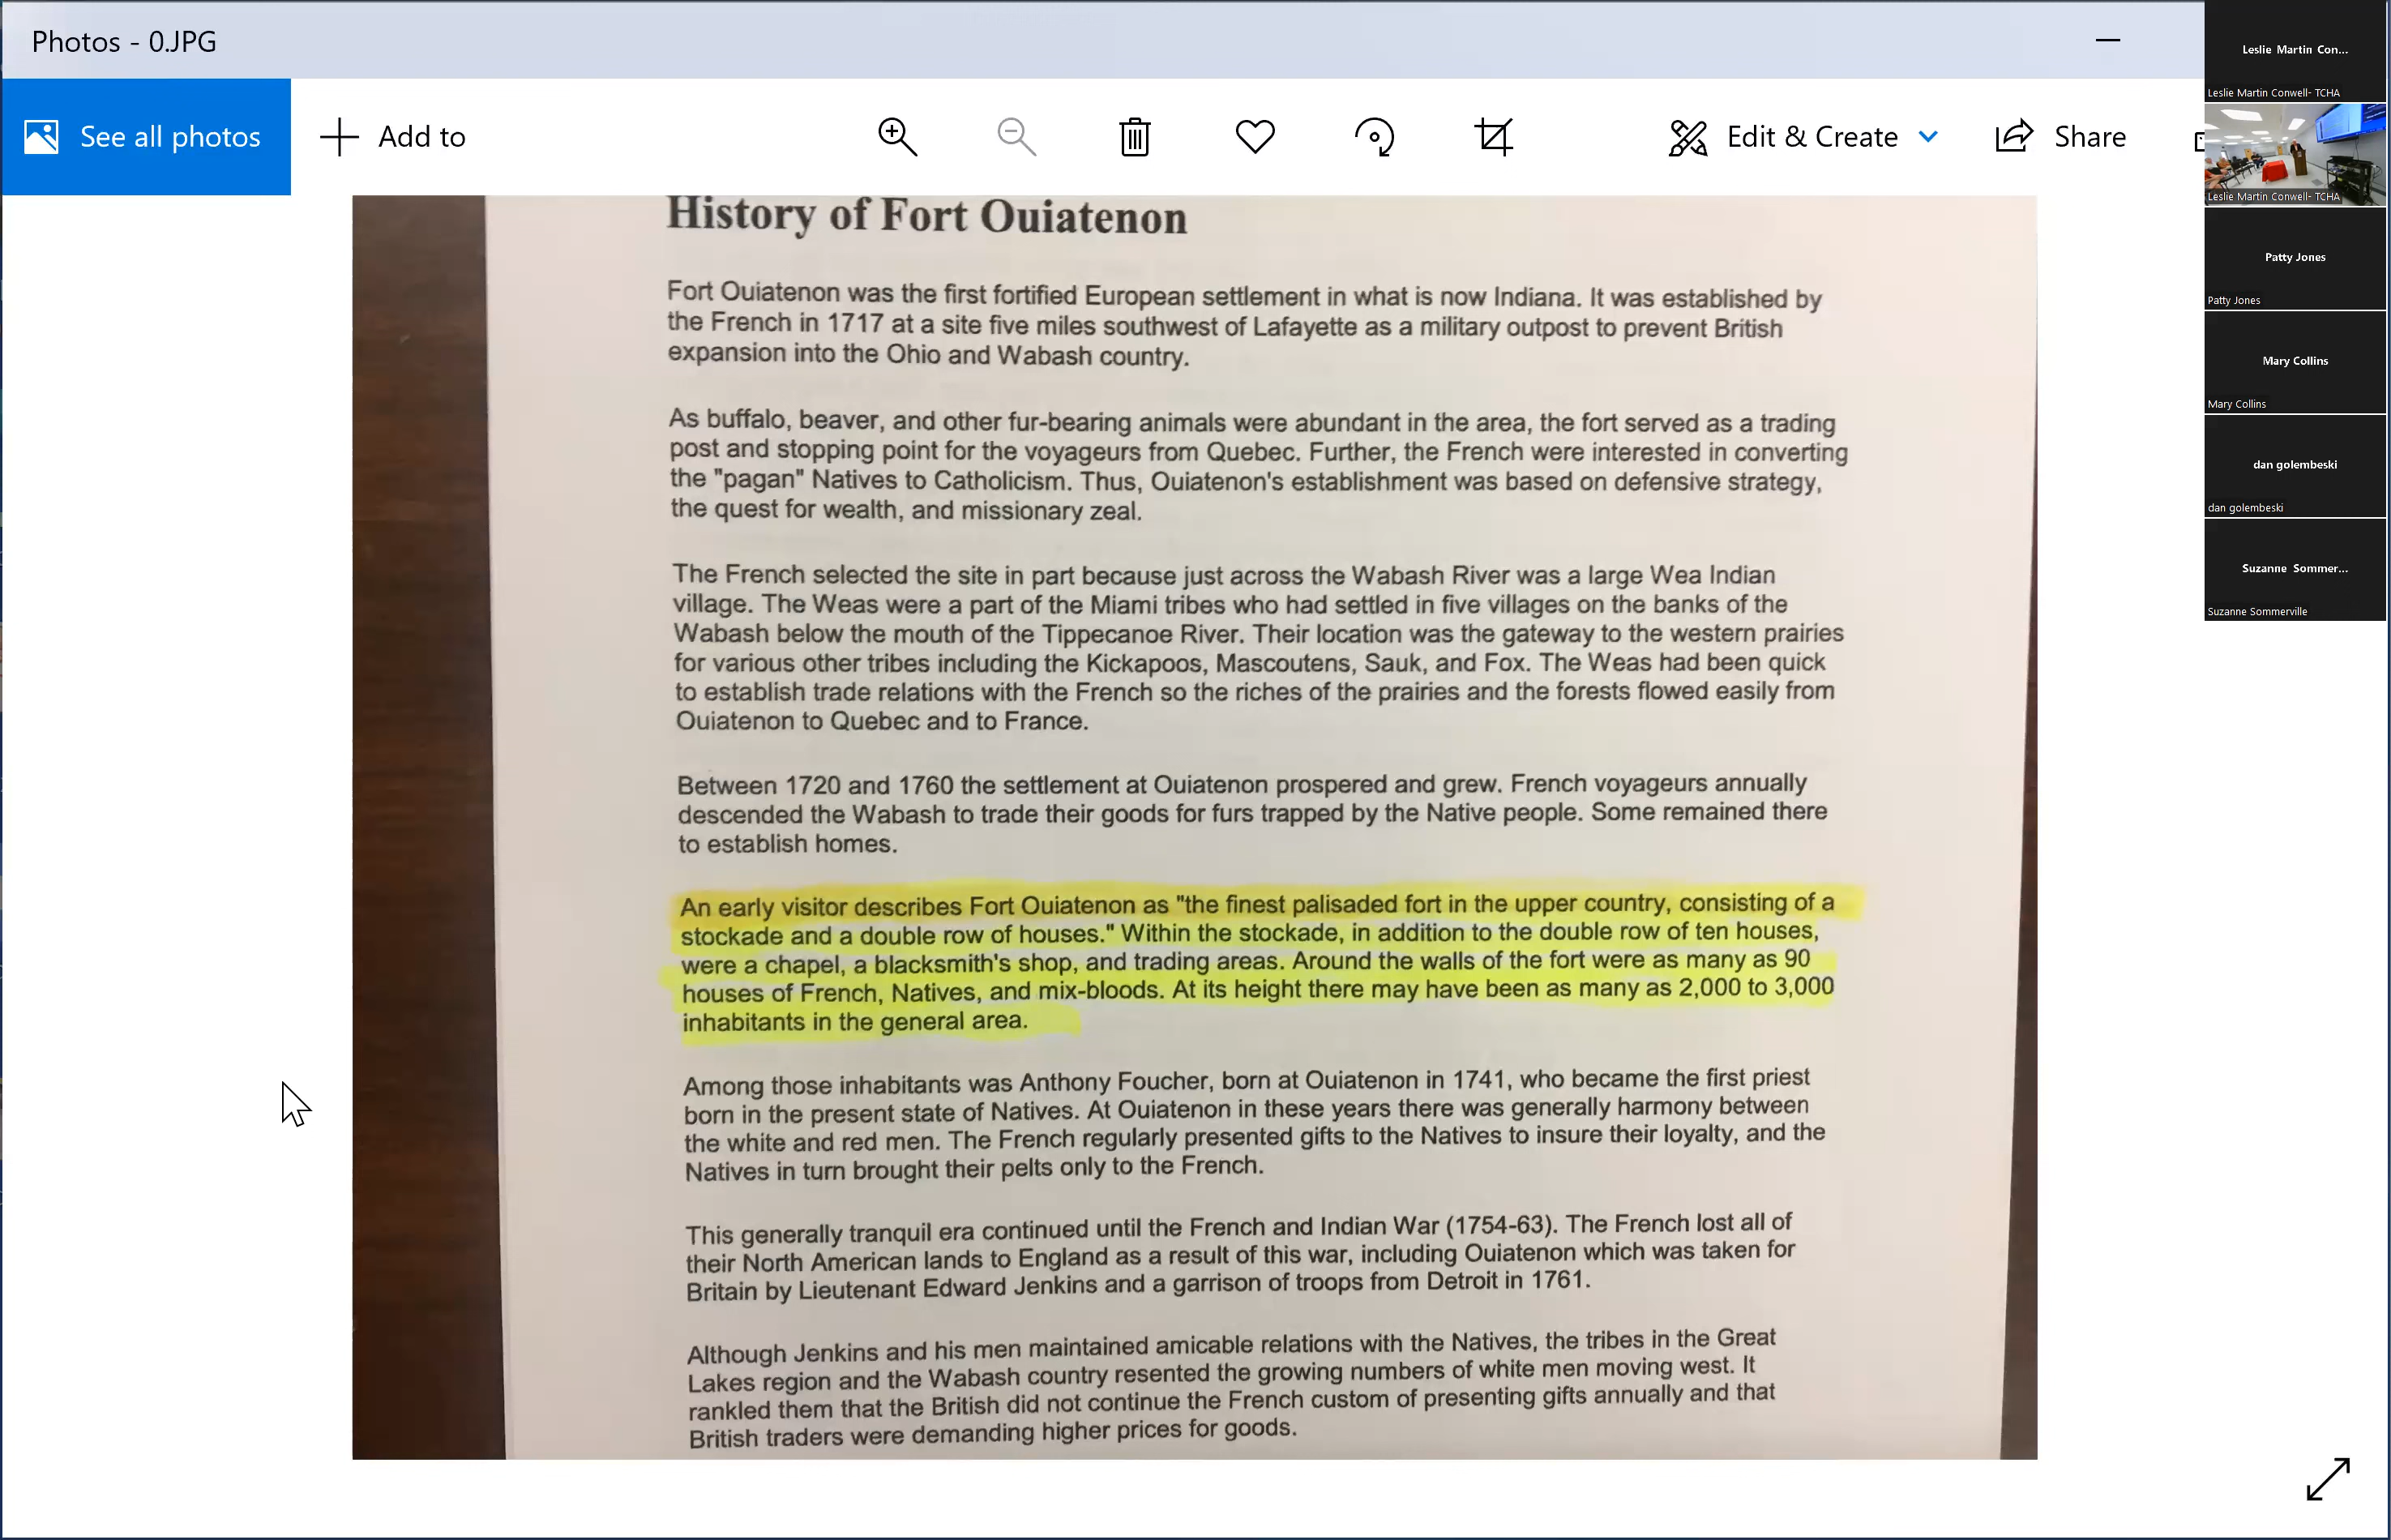 Photos - 0.JPG
See all photos
Add to
Edit & Create
Share
History of Fort Ouiatenon
Fort Ouiatenon was the first fortified European settlement in what is now Indiana. It was established by
the French in 1717 at a site five miles southwest of Lafayette as a military outpost to prevent British
expansion into the Ohio and Wabash country.
As buffalo, beaver, and other fur-bearing animals were abundant in the area, the fort served as a trading
post and stopping point for the voyageurs from Quebec. Further, the French were interested in converting
the "pagan" Natives to Catholicism. Thus, Ouiatenon's establishment was based on defensive strategy,
the quest for wealth, and missionary zeal.
The French selected the site in part because just across the Wabash River was a large Wea Indian
village. The Weas were a part of the Miami tribes who had settled in five villages on the banks of the
Wabash below the mouth of the Tippecanoe River. Their location was the gateway to the western prairies
for various other tribes including the Kickapoos, Mascoutens, Sauk, and Fox. The Weas had been quick
to establish trade relations with the French so the riches of the prairies and the forests flowed easily from
Ouiatenon to Quebec and to France.
Between 1720 and 1760 the settlement at Ouiatenon prospered and grew. French voyageurs annually
descended the Wabash to trade their goods for furs trapped by the Native people. Some remained there
to establish homes.
An early visitor describes Fort Ouiatenon as "the finest palisaded fort in the upper country, consisting of a
stockade and a double row of houses." Within the stockade, in addition to the double row of ten houses,
were a chapel, a blacksmith's shop, and trading areas. Around the walls of the fort were as many as 90
houses of French, Natives, and mix-bloods. At its height there may have been as many as 2,000 to 3,000
inhabitants in the general area.
Among those inhabitants was Anthony Foucher, born at Ouiatenon in 1741, who became the first priest
born in the present state of Natives. At Ouiatenon in these years there was generally harmony between
the white and red men. The French regularly presented gifts to the Natives to insure their loyalty, and the
Natives in turn brought their pelts only to the French.
This generally tranquil era continued until the French and Indian War (1754-63). The French lost all of
their North American lands to England as a result of this war, including Ouiatenon which was taken for
Britain by Lieutenant Edward Jenkins and a garrison of troops from Detroit in 1761.
Although Jenkins and his men maintained amicable relations with the Natives, the tribes in the Great
Lakes region and the Wabash country resented the growing numbers of white men moving west. It
rankled them that the British did not continue the French custom of presenting gifts annually and that
British traders were demanding higher prices for goods.
Leslie Martin Con...
Leslie Martin Conwell- TCHA
Leslie Martin Conwell- TCHA
Patty Jones
Patty Jones
Mary Collins
Mary Collins
dan golembeski
dan golembeski
Suzanne Sommer...
Suzanne Sommerville